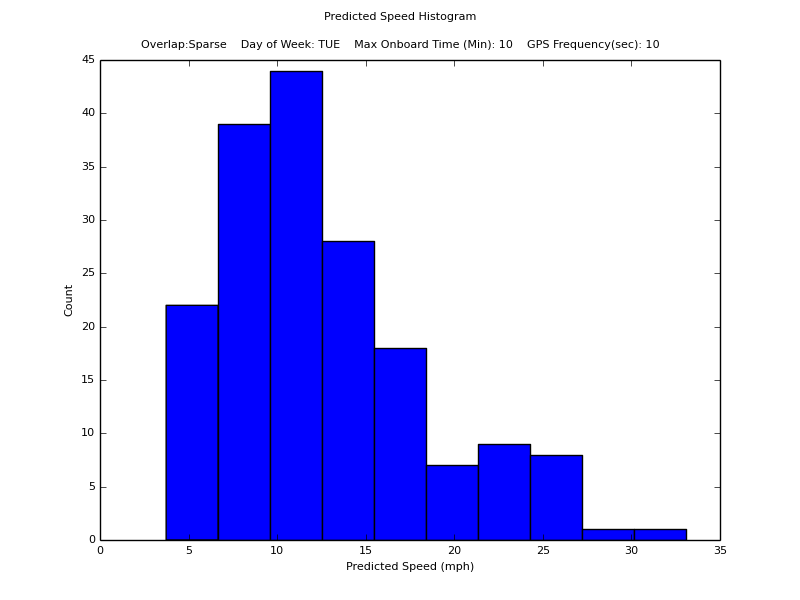 Predicted Speed Histogram
Overlap:Sparse    Day of Week: TUE    Max Onboard Time (Min): 10    GPS Frequency(sec): 10
45
40
35
30
25
20
15
10
5
0
Count
0 5 10 15 20 25 30 35
Predicted Speed (mph)